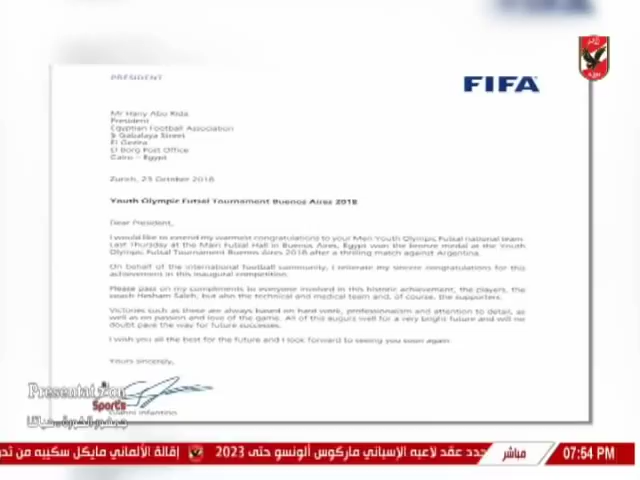 FIFA
PRESIDENT
FIFA
Mr Hany Abo Rida
President
Egyptian Football Association
5 Gabalaya Street
El Gezira
El Borg Post Office
Cairo – Egypt
Zurich, 23 October 2018
Youth Olympic Futsal Tournament Buenos Aires 2018
Dear President,
I would like to extend my warmest congratulations to your Men Youth Olympic Futsal national team.
Last Thursday at the Main Futsal Hall in Buenos Aires, Egypt won the bronze medal at the Youth
Olympic Futsal Tournament Buenos Aires 2018 after a thrilling match against Argentina.
On behalf of the international football community, I reiterate my sincere congratulations for this
achievement in this inaugural competition.
Please pass on my compliments to everyone involved in this historic achievement, the players, the
coach Hesham Saleh, but also the technical and medical team and, of course, the supporters.
Victories such as these are always based on hard work, professionalism and attention to detail, as
well as on passion and love of the game. All of this augurs well for a very bright future and will no
doubt pave the way for future successes.
I wish you all the best for the future and I look forward to seeing you soon again.
Yours sincerely,
Gianni Infantino
Presentation
Sports
جدد عقد لاعبه الإسباني ماركوس ألونسو حتى 2023
إقالة الألماني مايكل سكيبه من تد
مباشر
07:54 PM